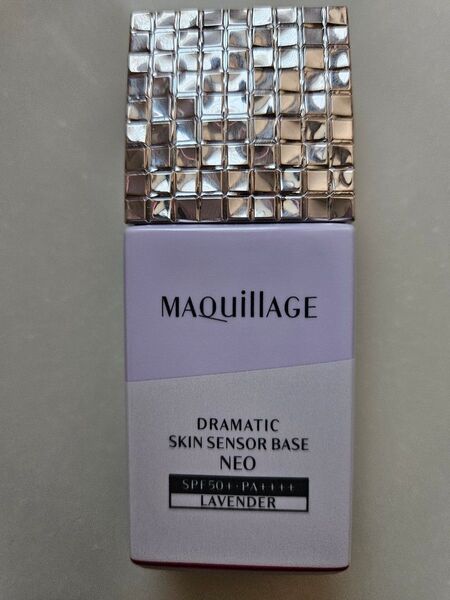 MAQuillAGE
DRAMATIC
SKIN SENSOR BASE
NEO
SPF50+・PA++++
LAVENDER